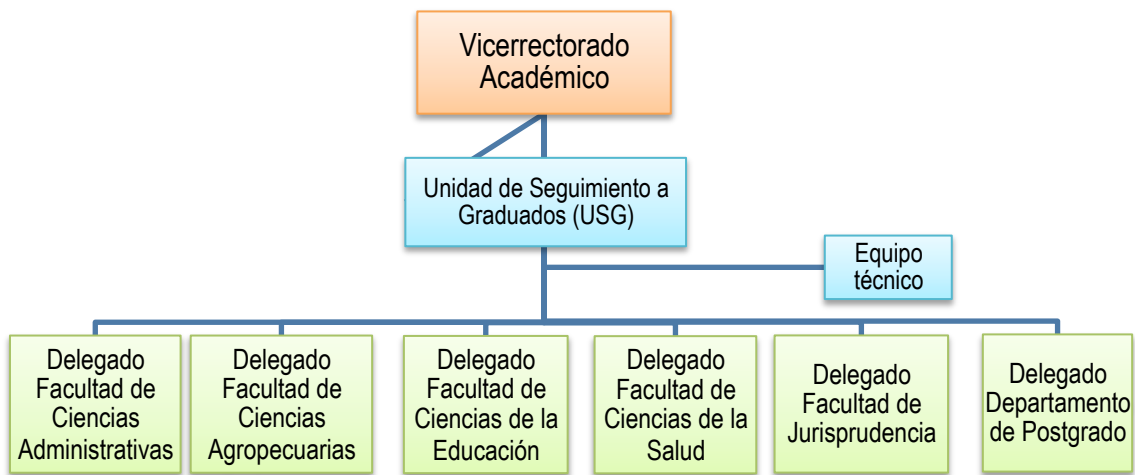 Vicerrectorado
Académico
Unidad de Seguimiento a
Graduados (USG)
Equipo
técnico
Delegado
Facultad de
Ciencias
Administrativas
Delegado
Facultad de
Ciencias
Agropecuarias
Delegado
Facultad de
Ciencias de la
Educación
Delegado
Facultad de
Ciencias de la
Salud
Delegado
Facultad de
Jurisprudencia
Delegado
Departamento
de Postgrado